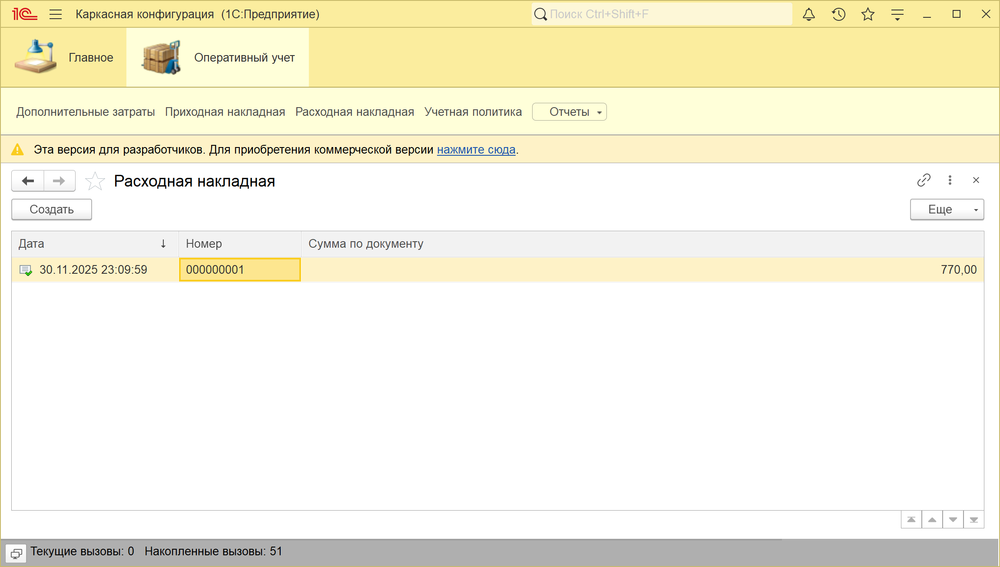 1С Каркасная конфигурация (1С:Предприятие) Поиск Ctrl+Shift+F
Главное Оперативный учет
Дополнительные затраты Приходная накладная Расходная накладная Учетная политика Отчеты
Эта версия для разработчиков. Для приобретения коммерческой версии нажмите сюда.
Расходная накладная
Создать Еще
Дата Номер Сумма по документу
30.11.2025 23:09:59 000000001 770,00
Текущие вызовы: 0 Накопленные вызовы: 51